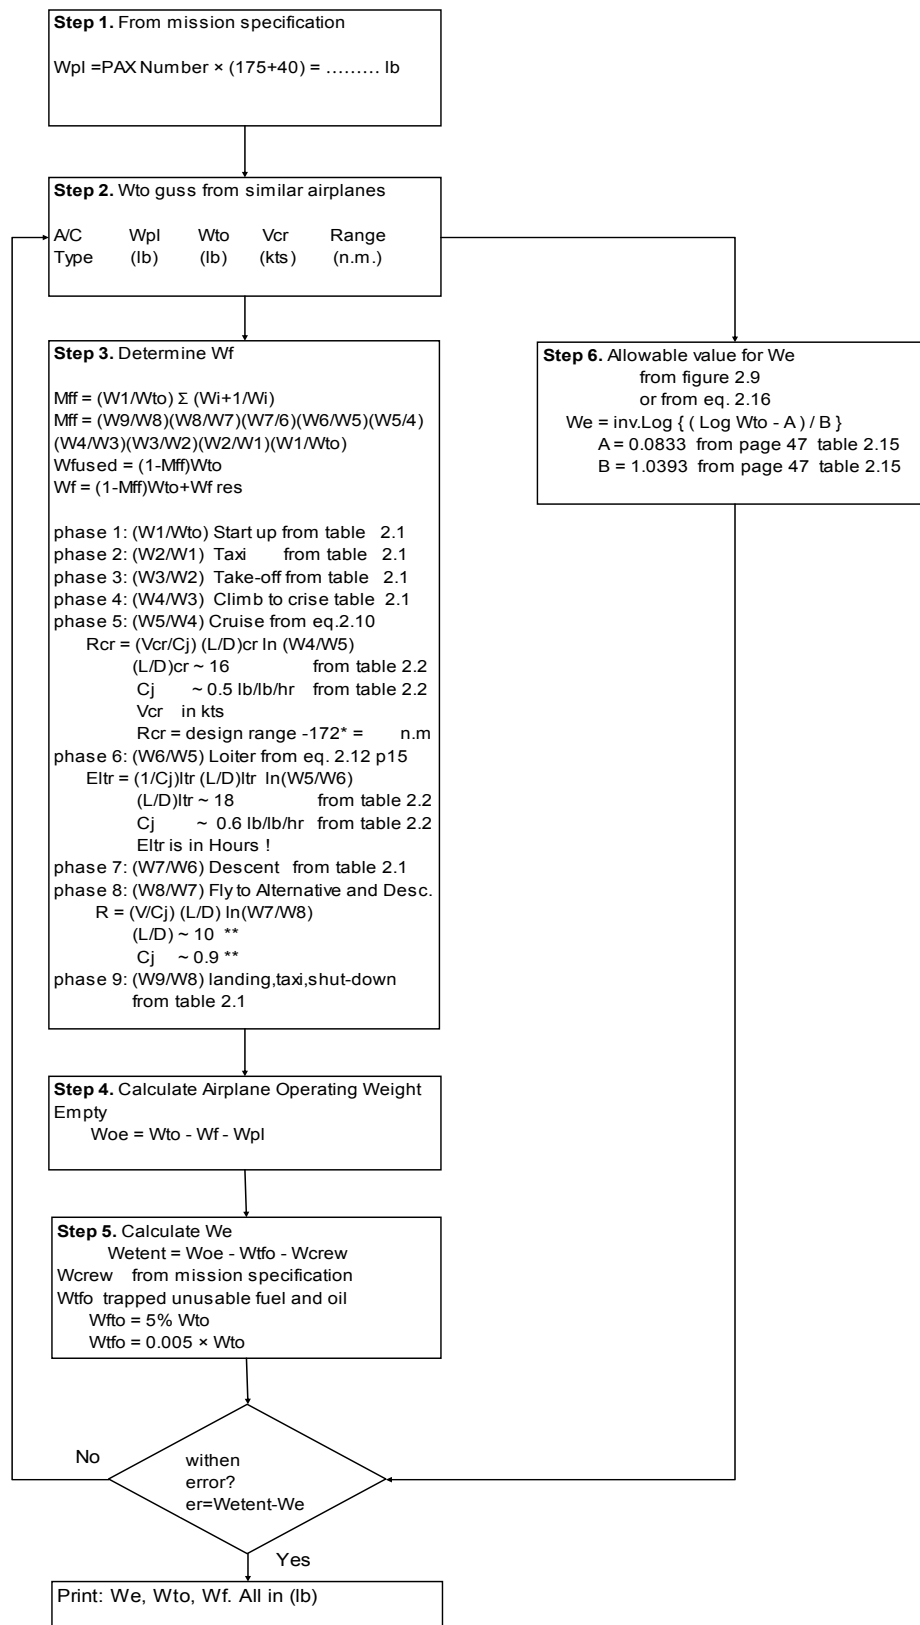 Step 1. From mission specification
Wpl =PAX Number × (175+40) = ......... lb
Step 2. Wto guss from similar airplanes
A/C Wpl Wto Vcr Range
Type (lb) (lb) (kts) (n.m.)
Step 3. Determine Wf
Mff = (W1/Wto) Σ (Wi+1/Wi)
Mff = (W9/W8)(W8/W7)(W7/6)(W6/W5)(W5/4)
(W4/W3)(W3/W2)(W2/W1)(W1/Wto)
Wfused = (1-Mff)Wto
Wf = (1-Mff)Wto+Wf res
phase 1: (W1/Wto) Start up from table 2.1
phase 2: (W2/W1) Taxi from table 2.1
phase 3: (W3/W2) Take-off from table 2.1
phase 4: (W4/W3) Climb to crise table 2.1
phase 5: (W5/W4) Cruise from eq.2.10
Rcr = (Vcr/Cj) (L/D)cr ln (W4/W5)
(L/D)cr ~ 16 from table 2.2
Cj ~ 0.5 lb/lb/hr from table 2.2
Vcr in kts
Rcr = design range -172* = n.m
phase 6: (W6/W5) Loiter from eq. 2.12 p15
Eltr = (1/Cj)ltr (L/D)ltr ln(W5/W6)
(L/D)ltr ~ 18 from table 2.2
Cj ~ 0.6 lb/lb/hr from table 2.2
Eltr is in Hours !
phase 7: (W7/W6) Descent from table 2.1
phase 8: (W8/W7) Fly to Alternative and Desc.
R = (V/Cj) (L/D) ln(W7/W8)
(L/D) ~ 10 **
Cj ~ 0.9 **
phase 9: (W9/W8) landing,taxi,shut-down
from table 2.1
Step 6. Allowable value for We
from figure 2.9
or from eq. 2.16
We = inv.Log { ( Log Wto - A ) / B }
A = 0.0833 from page 47 table 2.15
B = 1.0393 from page 47 table 2.15
Step 4. Calculate Airplane Operating Weight
Empty
Woe = Wto - Wf - Wpl
Step 5. Calculate We
Wetent = Woe - Wtfo - Wcrew
Wcrew from mission specification
Wtfo trapped unusable fuel and oil
Wfto = 5% Wto
Wtfo = 0.005 × Wto
No
withen
error?
er=Wetent-We
Yes
Print: We, Wto, Wf. All in (lb)